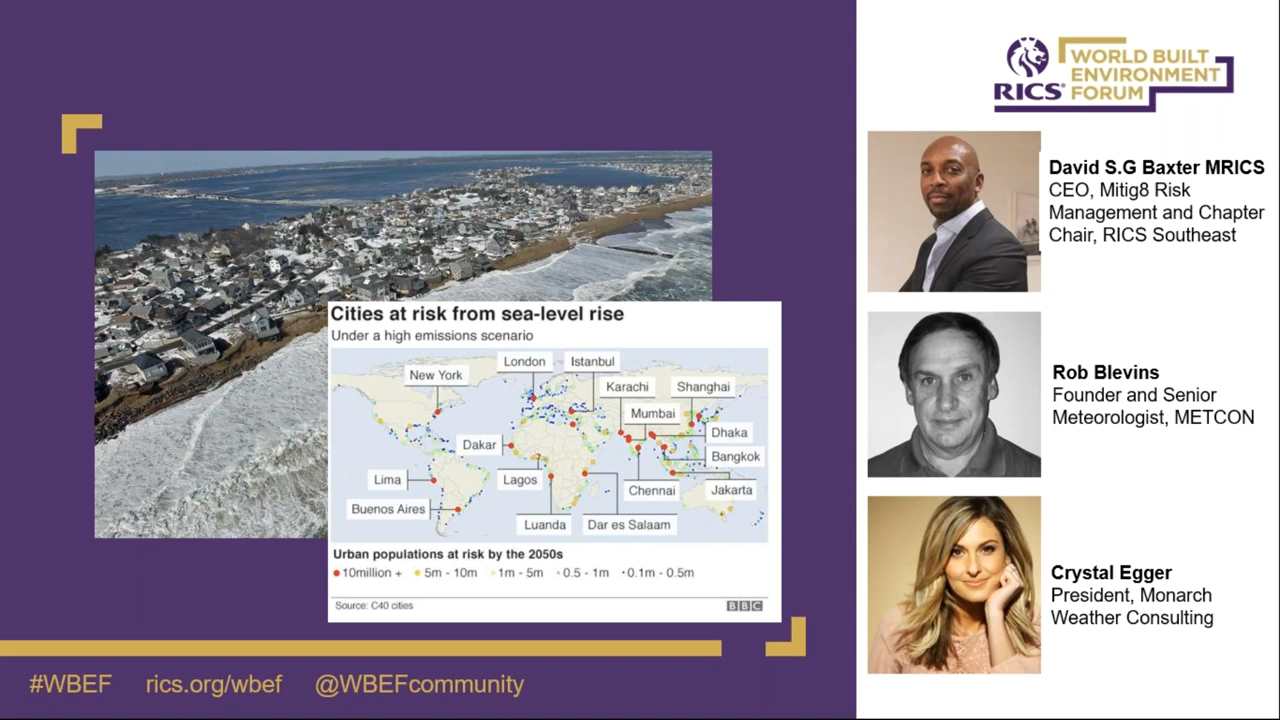 RICS
WORLD BUILT
ENVIRONMENT
FORUM
David S.G Baxter MRICS
CEO, Mitig8 Risk
Management and Chapter
Chair, RICS Southeast
Rob Blevins
Founder and Senior
Meteorologist, METCON
Crystal Egger
President, Monarch
Weather Consulting
Cities at risk from sea-level rise
Under a high emissions scenario
London
Istanbul
New York
Karachi
Shanghai
Mumbai
Dhaka
Dakar
Bangkok
Lima
Lagos
Chennai
Jakarta
Buenos Aires
Luanda
Dar es Salaam
Urban populations at risk by the 2050s
10million + 5m - 10m 1m - 5m 0.5 - 1m 0.1m - 0.5m
Source: C40 cities
BBC
#WBEF rics.org/wbef @WBEFcommunity